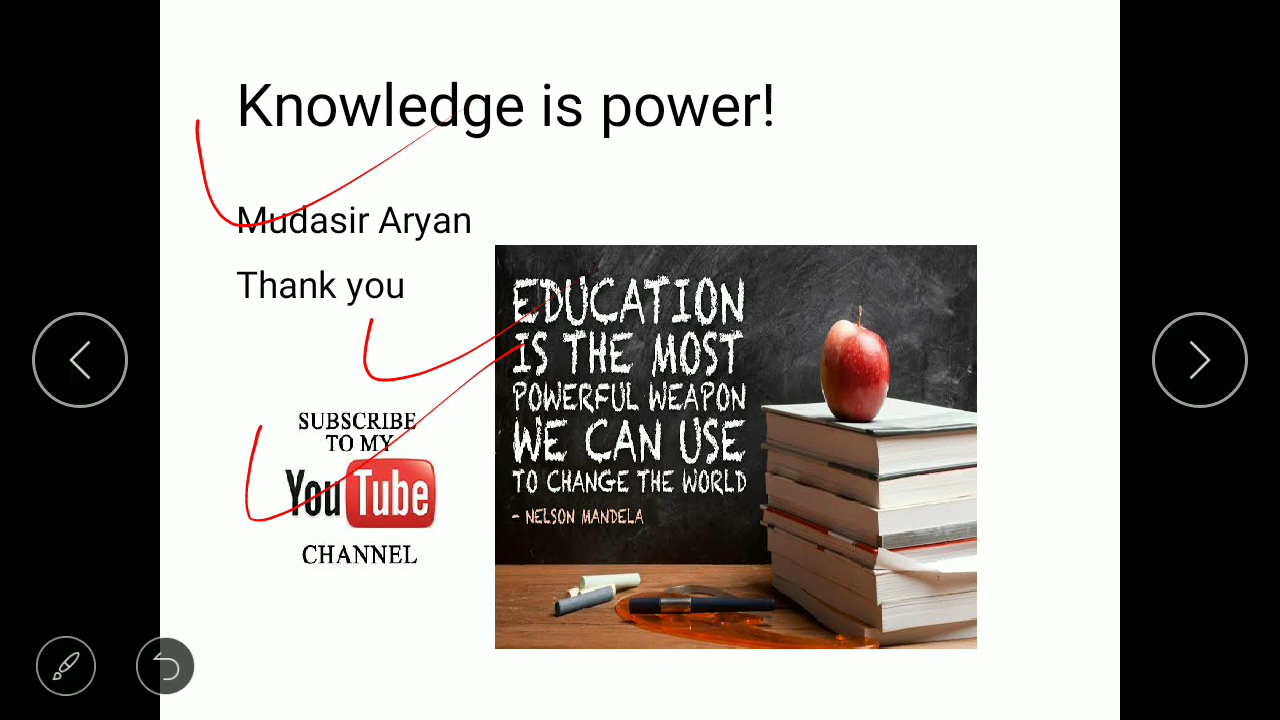 Knowledge is power!
Mudasir Aryan
Thank you
SUBSCRIBE
TO MY
YouTube
CHANNEL
EDUCATION
IS THE MOST
POWERFUL WEAPON
WE CAN USE
TO CHANGE THE WORLD
- NELSON MANDELA